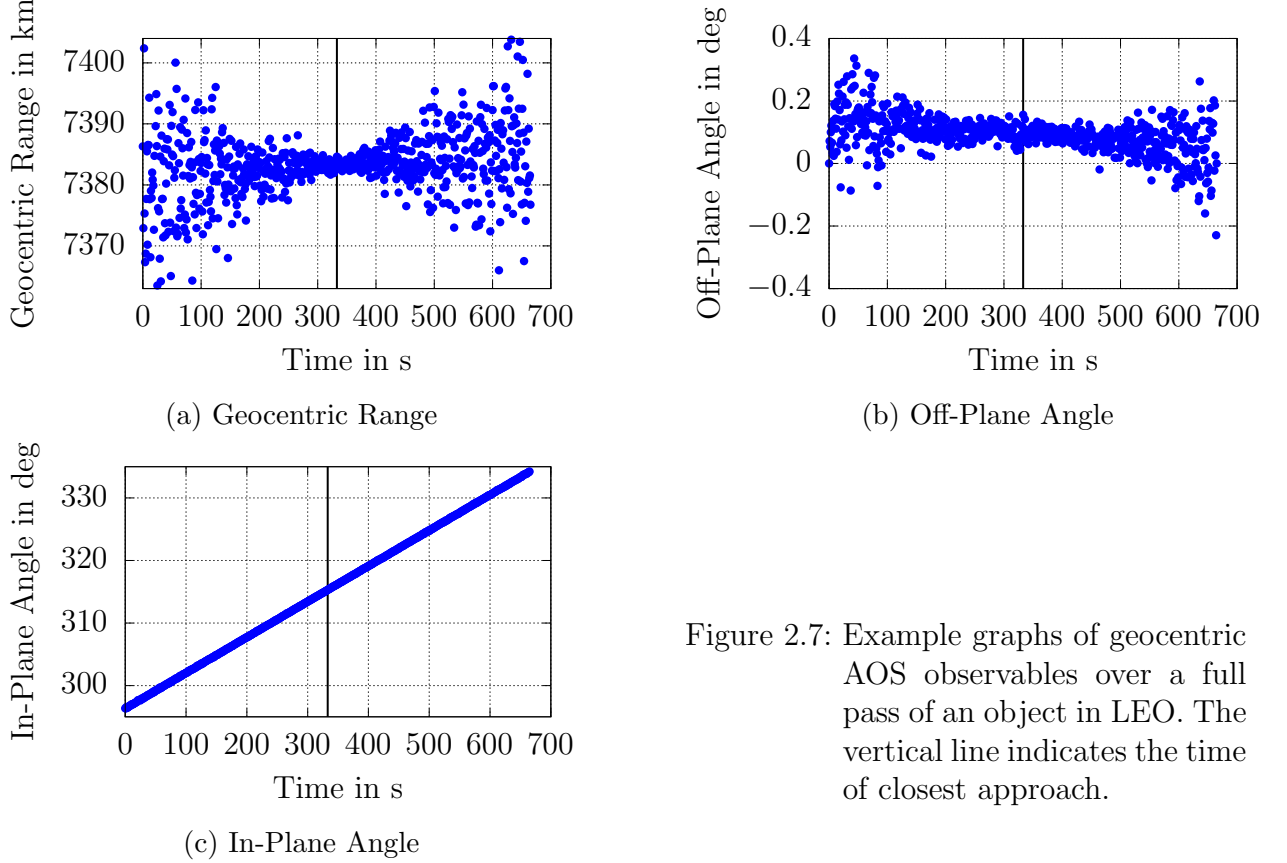 Geocentric Range in km
7400
7390
7380
7370
0 100 200 300 400 500 600 700
Time in s
(a) Geocentric Range
Off-Plane Angle in deg
0.4
0.2
0
−0.2
−0.4
0 100 200 300 400 500 600 700
Time in s
(b) Off-Plane Angle
In-Plane Angle in deg
330
320
310
300
0 100 200 300 400 500 600 700
Time in s
(c) In-Plane Angle
Figure 2.7: Example graphs of geocentric
AOS observables over a full
pass of an object in LEO. The
vertical line indicates the time
of closest approach.